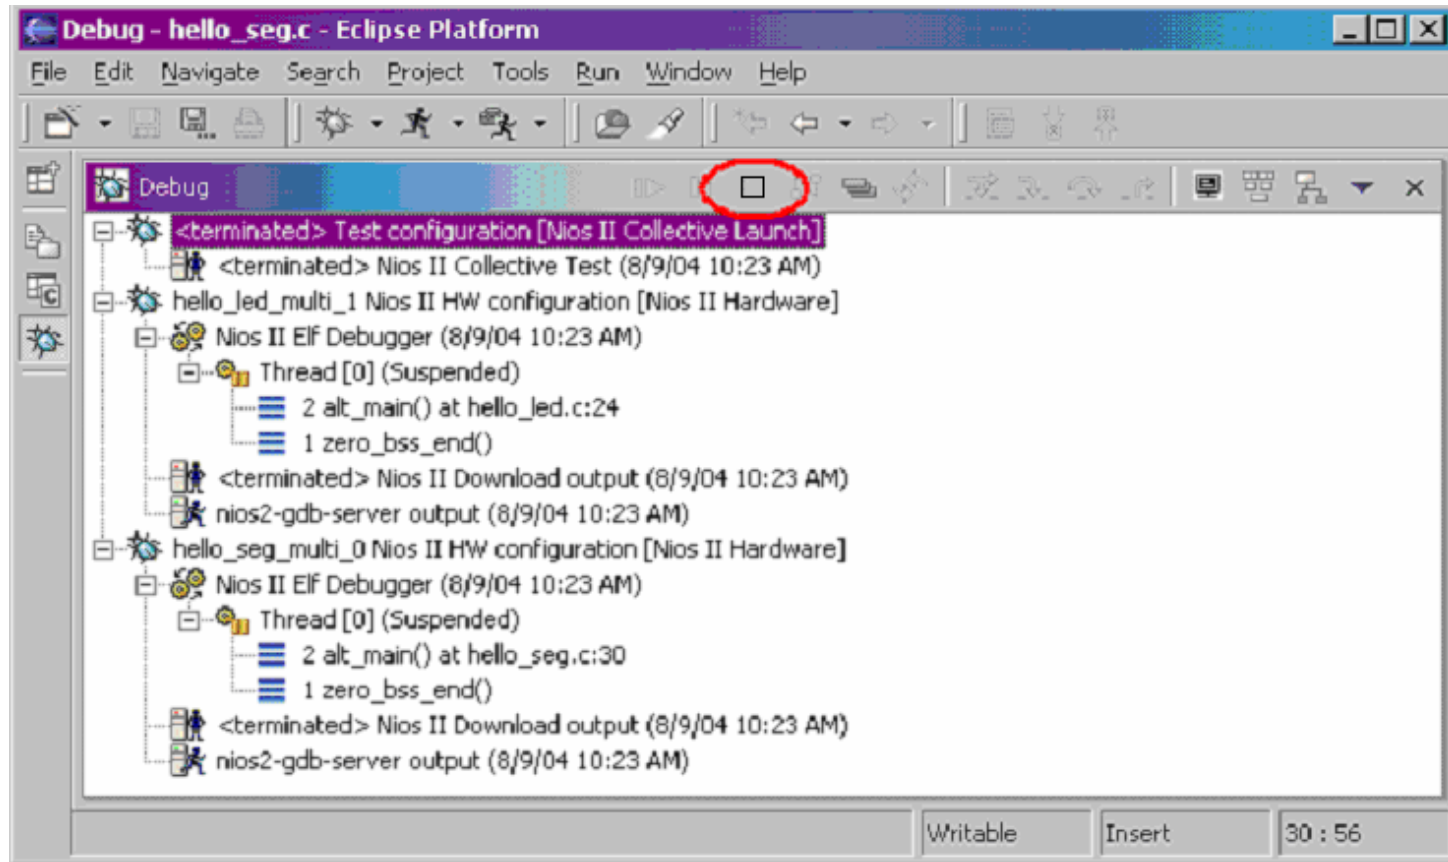 Debug - hello_seg.c - Eclipse Platform
File Edit Navigate Search Project Tools Run Window Help
Debug
<terminated> Test configuration [Nios II Collective Launch]
<terminated> Nios II Collective Test (8/9/04 10:23 AM)
hello_led_multi_1 Nios II HW configuration [Nios II Hardware]
Nios II Elf Debugger (8/9/04 10:23 AM)
Thread [0] (Suspended)
2 alt_main() at hello_led.c:24
1 zero_bss_end()
<terminated> Nios II Download output (8/9/04 10:23 AM)
nios2-gdb-server output (8/9/04 10:23 AM)
hello_seg_multi_0 Nios II HW configuration [Nios II Hardware]
Nios II Elf Debugger (8/9/04 10:23 AM)
Thread [0] (Suspended)
2 alt_main() at hello_seg.c:30
1 zero_bss_end()
<terminated> Nios II Download output (8/9/04 10:23 AM)
nios2-gdb-server output (8/9/04 10:23 AM)
Writable Insert 30 : 56